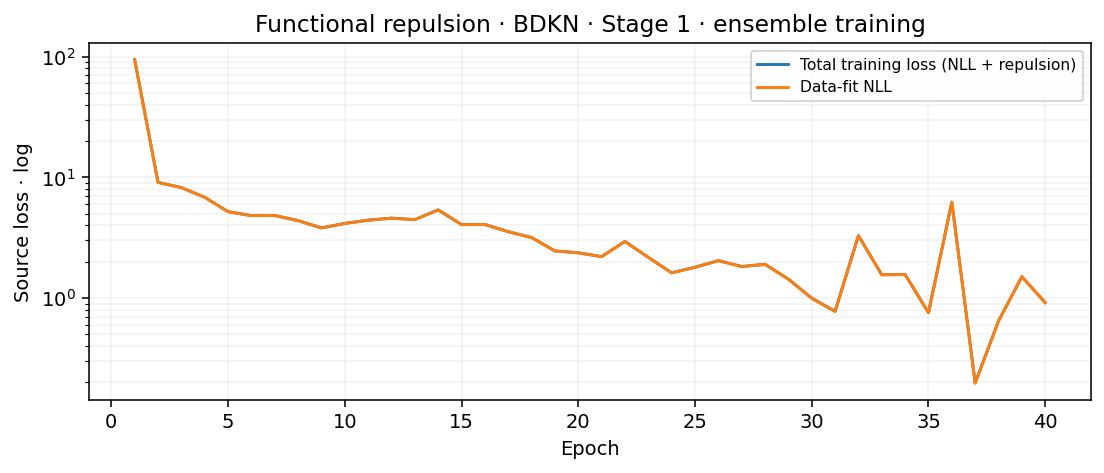 Functional repulsion · BDKN · Stage 1 · ensemble training
Total training loss (NLL + repulsion)
Data-fit NLL
Source loss · log
10²
10¹
10⁰
0 5 10 15 20 25 30 35 40
Epoch